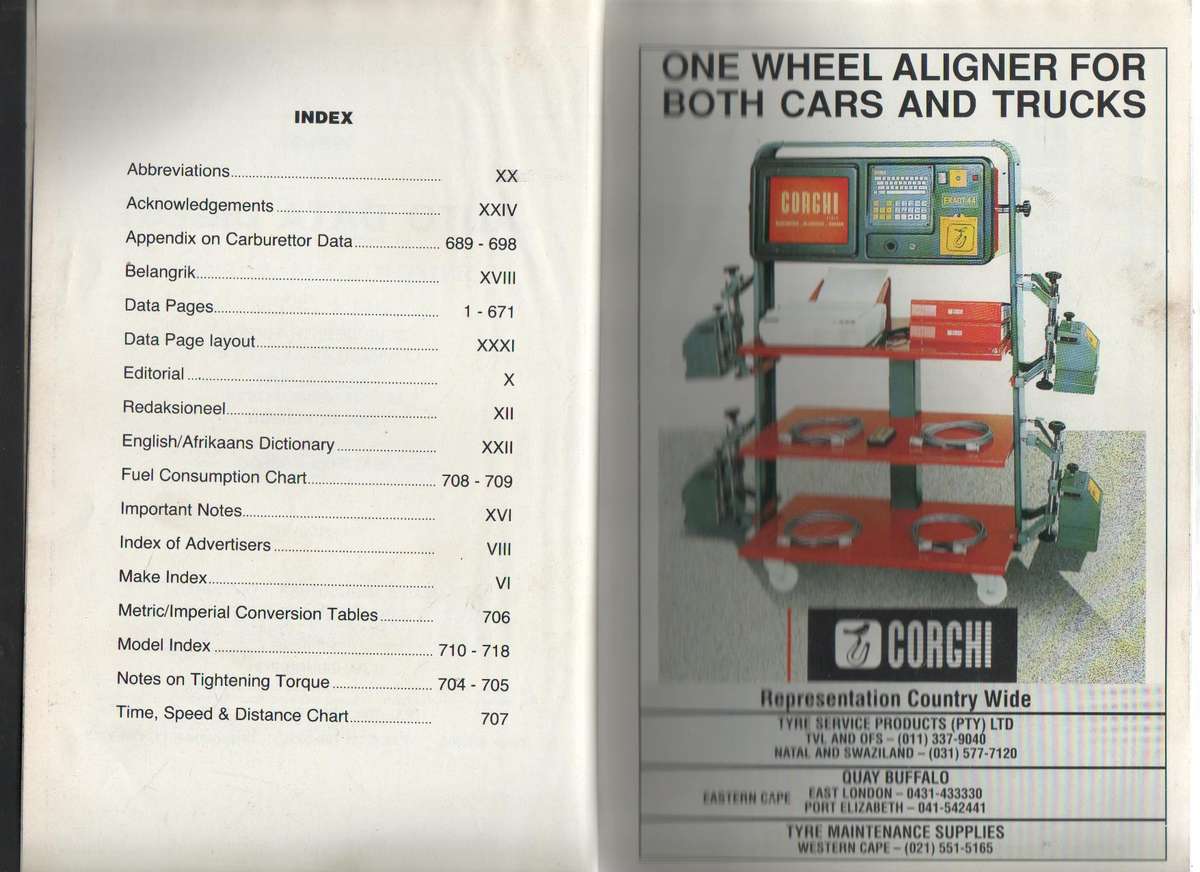 INDEX
Abbreviations........ XX
Acknowledgements........ XXIV
Appendix on Carburettor Data........ 689 - 698
Belangrik........ XVIII
Data Pages........ 1 - 671
Data Page layout........ XXXI
Editorial........ X
Redaksioneel........ XII
English/Afrikaans Dictionary........ XXII
Fuel Consumption Chart........ 708 - 709
Important Notes........ XVI
Index of Advertisers........ VIII
Make Index........ VI
Metric/Imperial Conversion Tables........ 706
Model Index........ 710 - 718
Notes on Tightening Torque........ 704 - 705
Time, Speed & Distance Chart........ 707
ONE WHEEL ALIGNER FOR
BOTH CARS AND TRUCKS
CORGHI
EXACT 44
CORGHI
Representation Country Wide
TYRE SERVICE PRODUCTS (PTY) LTD
TVL AND OFS – (011) 337-9040
NATAL AND SWAZILAND – (031) 577-7120
QUAY BUFFALO
EASTERN CAPE EAST LONDON – 0431-433330
PORT ELIZABETH – 041-542441
TYRE MAINTENANCE SUPPLIES
WESTERN CAPE – (021) 551-5165